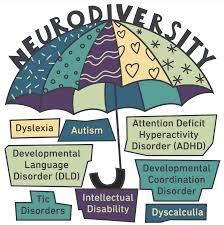 NEURODIVERSITY
Dyslexia
Autism
Attention Deficit
Hyperactivity
Disorder (ADHD)
Developmental
Language
Disorder (DLD)
Developmental
Coordination
Disorder
Tic
Disorders
Intellectual
Disability
Dyscalculia